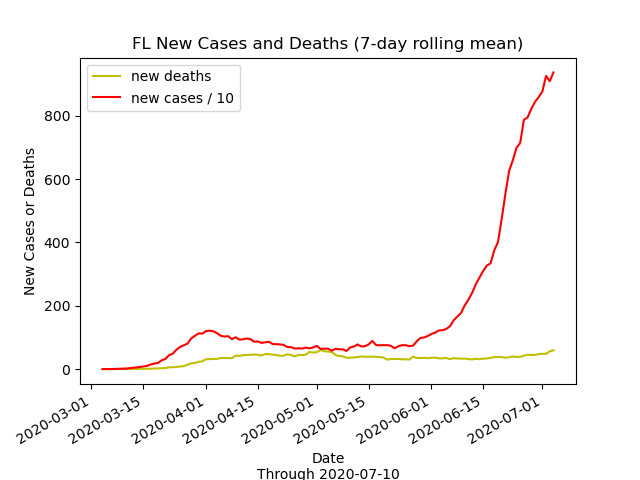 FL New Cases and Deaths (7-day rolling mean)
new deaths
new cases / 10
New Cases or Deaths
800
600
400
200
0
2020-03-01
2020-03-15
2020-04-01
2020-04-15
2020-05-01
2020-05-15
2020-06-01
2020-06-15
2020-07-01
Date
Through 2020-07-10